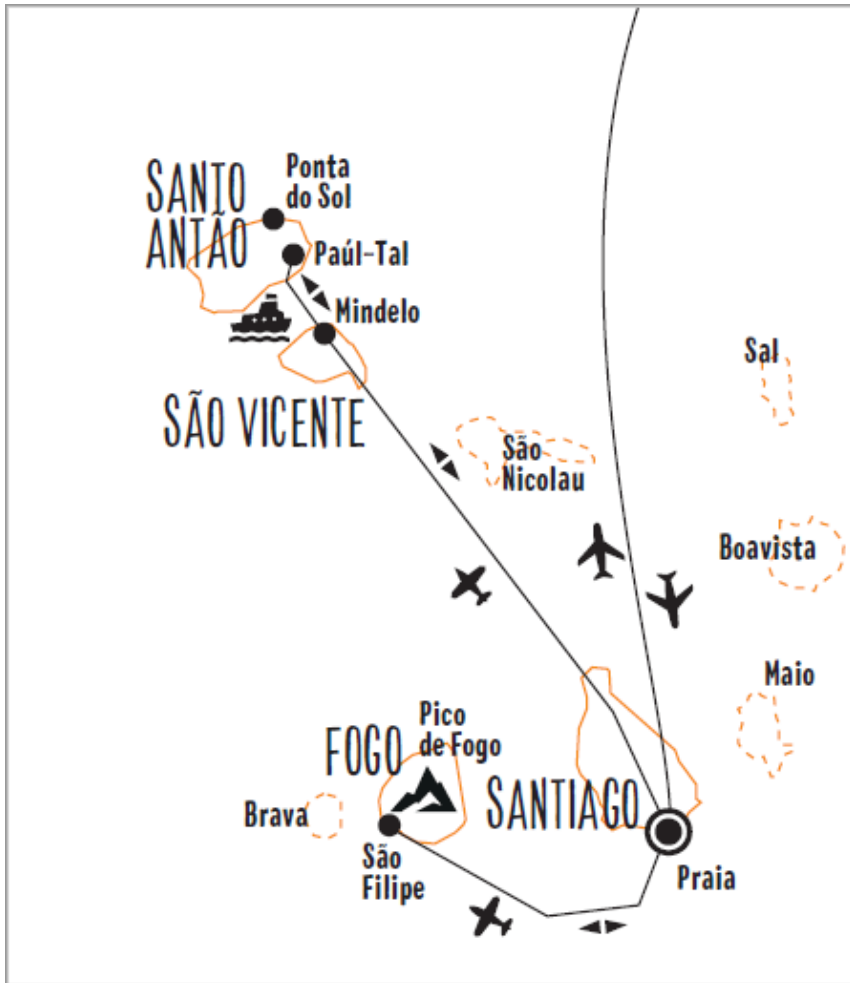 SANTO
ANTÃO
Ponta
do Sol
Paúl-Tal
Mindelo
SÃO VICENTE
Sal
São
Nicolau
Boavista
Maio
Pico
de Fogo
FOGO
SANTIAGO
Brava
São
Filipe
Praia